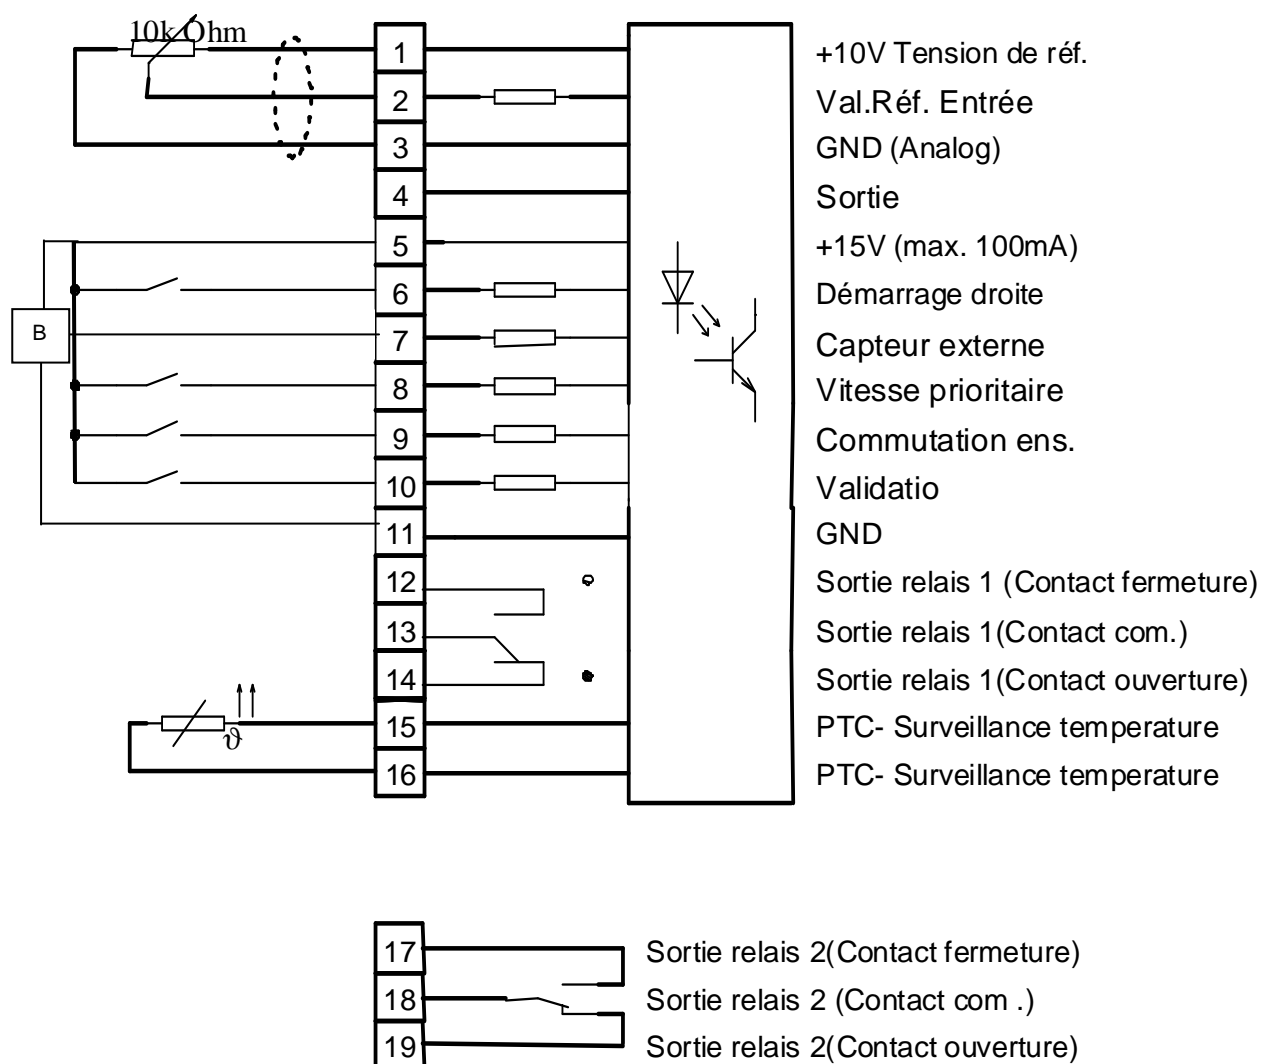 10k Ohm
1 +10V Tension de réf.
2 Val.Réf. Entrée
3 GND (Analog)
4 Sortie
5 +15V (max. 100mA)
6 Démarrage droite
B
7 Capteur externe
8 Vitesse prioritaire
9 Commutation ens.
10 Validatio
11 GND
12 Sortie relais 1 (Contact fermeture)
13 Sortie relais 1(Contact com.)
14 Sortie relais 1(Contact ouverture)
15 PTC- Surveillance temperature
ϑ
16 PTC- Surveillance temperature
17 Sortie relais 2(Contact fermeture)
18 Sortie relais 2 (Contact com .)
19 Sortie relais 2(Contact ouverture)